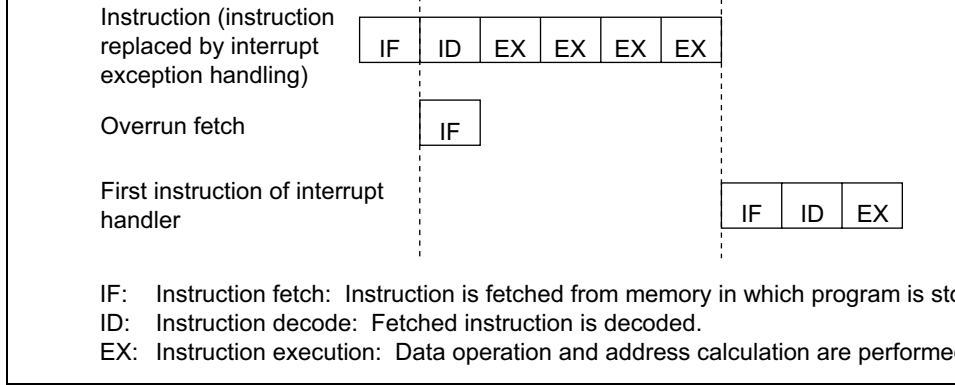 Instruction (instruction
replaced by interrupt
exception handling)
IF ID EX EX EX EX
Overrun fetch
IF
First instruction of interrupt
handler
IF ID EX
IF: Instruction fetch: Instruction is fetched from memory in which program is
ID: Instruction decode: Fetched instruction is decoded.
EX: Instruction execution: Data operation and address calculation are